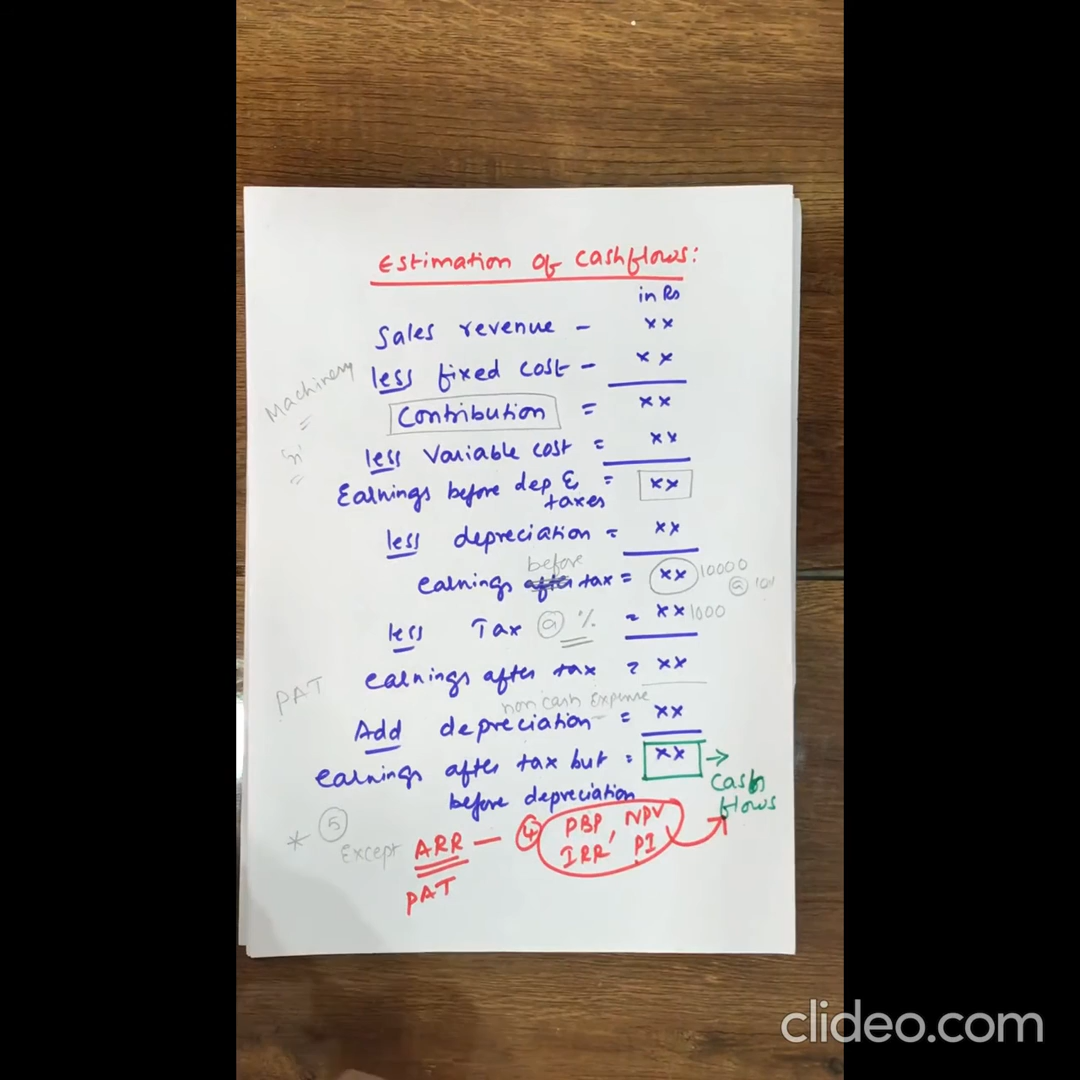 Estimation of cashflows:
in Rs
Sales revenue - xx
less fixed cost - xx
Machinery
Contribution = xx
less Variable cost = xx
Earnings before dep & taxes = xx
less depreciation = xx
before
earnings after tax = xx 10000
@ 10%
less Tax @ % = xx 1000
earnings after tax = xx
PAT
non cash Expense
Add depreciation = xx
earnings after tax but = xx → cash flows
before depreciation
* 5
Except ARR - 4 PBP, NPV
IRR, PI
PAT
clideo.com